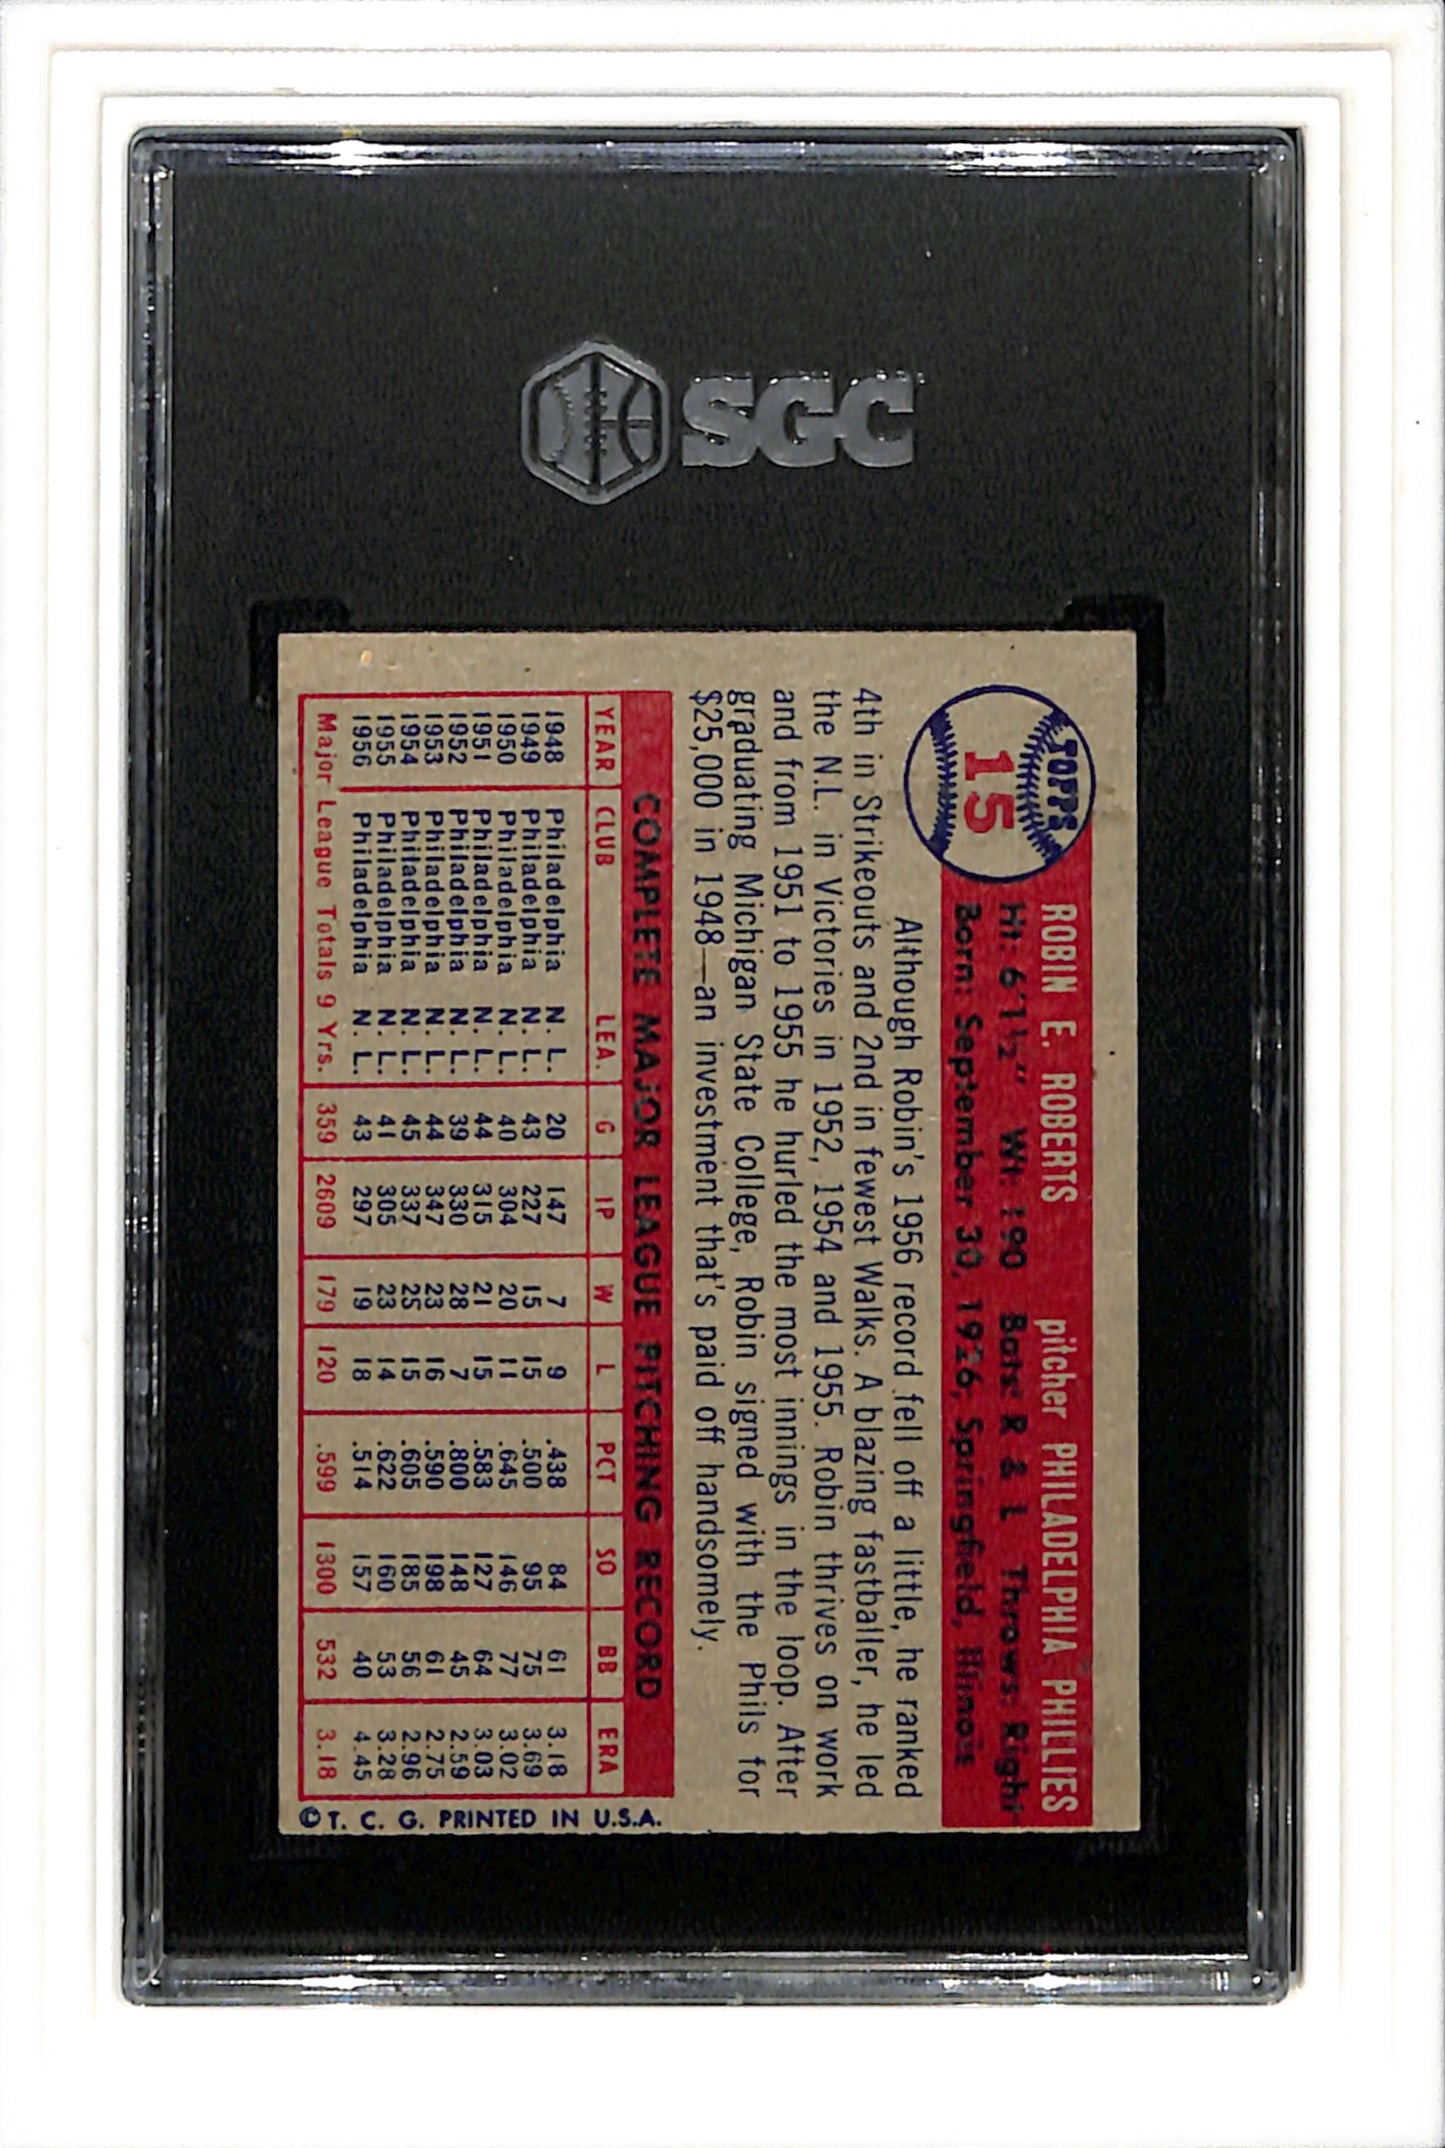 SGC
TOPPS
15
ROBIN E. ROBERTS pitcher PHILADELPHIA PHILLIES
Ht: 6'1½" Wt: 190 Bats: R & L Throws: Right
Born: September 30, 1926, Springfield, Illinois
Although Robin's 1956 record fell off a little, he ranked
4th in Strikeouts and 2nd in fewest Walks. A blazing fastballer, he led
the N.L. in Victories in 1952, 1954 and 1955. Robin thrives on work
and from 1951 to 1955 he hurled the most innings in the loop. After
graduating Michigan State College, Robin signed with the Phils for
$25,000 in 1948—an investment that's paid off handsomely.
COMPLETE MAJOR LEAGUE PITCHING RECORD
YEAR CLUB LEA. G IP W L PCT SO BB ERA
1948 Philadelphia N. L. 20 147 7 9 .438 84 61 3.18
1949 Philadelphia N. L. 43 227 15 15 .500 95 75 3.69
1950 Philadelphia N. L. 40 304 20 11 .645 146 77 3.02
1951 Philadelphia N. L. 44 315 21 15 .583 127 64 3.03
1952 Philadelphia N. L. 39 330 28 7 .800 148 45 2.59
1953 Philadelphia N. L. 44 347 23 16 .590 198 61 2.75
1954 Philadelphia N. L. 45 337 25 15 .605 185 56 2.96
1955 Philadelphia N. L. 41 305 23 14 .622 160 53 3.28
1956 Philadelphia N. L. 43 297 19 18 .514 157 40 4.45
Major League Totals 9 Yrs. 359 2609 179 120 .599 1300 532 3.18
© T. C. G. PRINTED IN U.S.A.